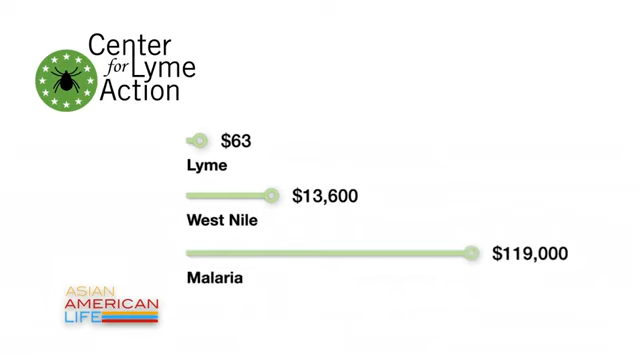 Center
for Lyme
Action
$63
Lyme
$13,600
West Nile
$119,000
Malaria
ASIAN
AMERICAN
LIFE